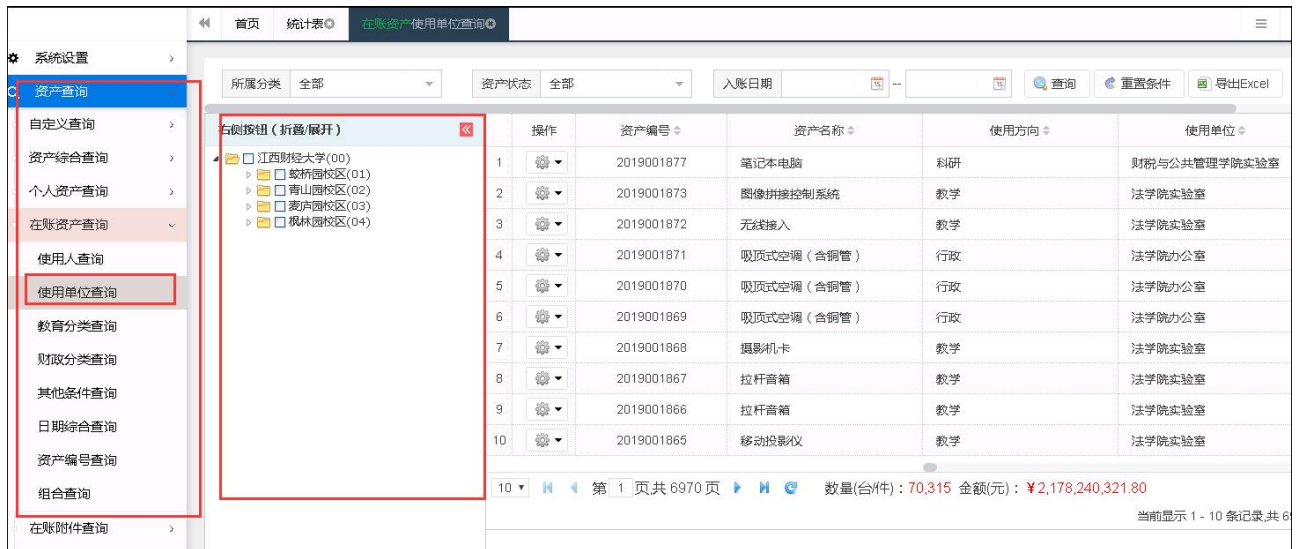 首页 统计表 在账资产使用单位查询
系统设置
资产查询
自定义查询
资产综合查询
个人资产查询
在账资产查询
使用人查询
使用单位查询
教育分类查询
财政分类查询
其他条件查询
日期综合查询
资产编号查询
组合查询
在账附件查询
所属分类 全部 资产状态 全部 入账日期 -- 查询 重置条件 导出Excel
右侧按钮(折叠/展开)
江西财经大学(00)
蛟桥园校区(01)
青山园校区(02)
麦庐园校区(03)
枫林园校区(04)
操作 资产编号 资产名称 使用方向 使用单位
1 2019001877 笔记本电脑 科研 财税与公共管理学院实验室
2 2019001873 图像拼接控制系统 教学 法学院实验室
3 2019001872 无线接入 教学 法学院实验室
4 2019001871 吸顶式空调(含铜管) 行政 法学院办公室
5 2019001870 吸顶式空调(含铜管) 行政 法学院办公室
6 2019001869 吸顶式空调(含铜管) 行政 法学院办公室
7 2019001868 摄影机卡 教学 法学院实验室
8 2019001867 拉杆音箱 教学 法学院实验室
9 2019001866 拉杆音箱 教学 法学院实验室
10 2019001865 移动投影仪 教学 法学院实验室
10 第 1 页,共 6970 页 数量(台/件):70,315 金额(元):¥2,178,240,321.80
当前显示 1 - 10 条记录,共